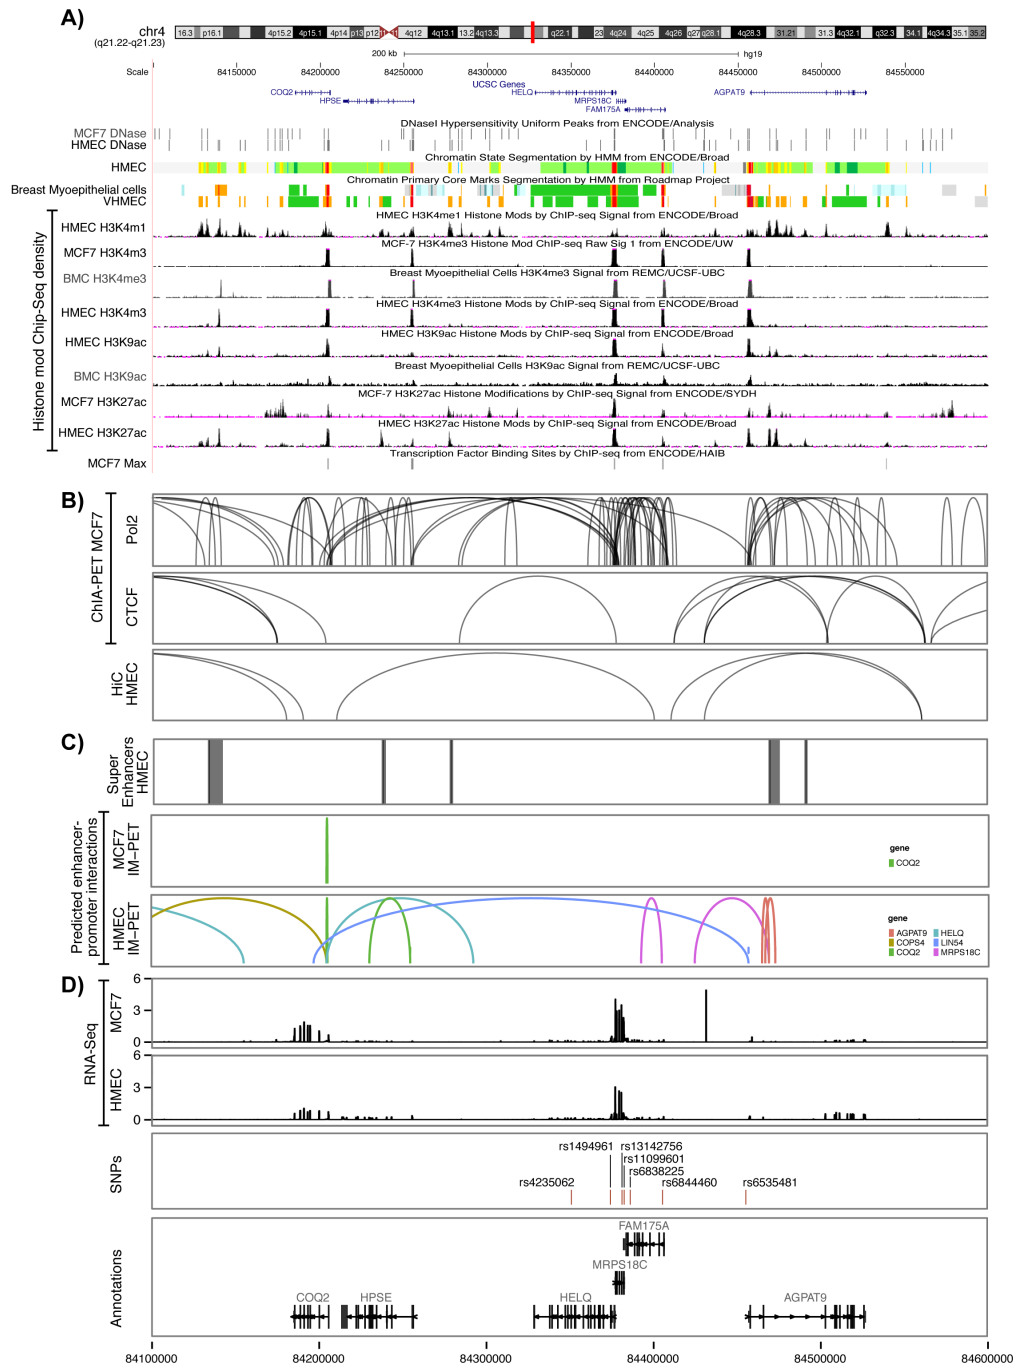 A)
chr4
(q21.22-q21.23)
16.3 p16.1 4p15.2 4p15.1 4p14 p13 p12 4q12 4q13.1 13.2 4q13.3 q22.1 23 4q24 4q25 4q26 q27 q28.1 4q28.3 31.21 31.3 4q32.1 q32.3 34.1 4q34.3 35.1 35.2
200 kb hg19
Scale 84150000 84200000 84250000 84300000 84350000 84400000 84450000 84500000 84550000
UCSC Genes
COQ2 HELQ AGPAT9
HPSE MRPS18C
FAM175A
DNaseI Hypersensitivity Uniform Peaks from ENCODE/Analysis
MCF7 DNase
HMEC DNase
Chromatin State Segmentation by HMM from ENCODE/Broad
HMEC
Chromatin Primary Core Marks Segmentation by HMM from Roadmap Project
Breast Myoepithelial cells
VHMEC
Histone mod Chip-Seq density
HMEC H3K4me1 Histone Mods by ChIP-seq Signal from ENCODE/Broad
HMEC H3K4m1
MCF-7 H3K4me3 Histone Mod ChIP-seq Raw Sig 1 from ENCODE/UW
MCF7 H3K4m3
Breast Myoepithelial Cells H3K4me3 Signal from REMC/UCSF-UBC
BMC H3K4me3
HMEC H3K4me3 Histone Mods by ChIP-seq Signal from ENCODE/Broad
HMEC H3K4m3
HMEC H3K9ac Histone Mods by ChIP-seq Signal from ENCODE/Broad
HMEC H3K9ac
Breast Myoepithelial Cells H3K9ac Signal from REMC/UCSF-UBC
BMC H3K9ac
MCF-7 H3K27ac Histone Modifications by ChIP-seq Signal from ENCODE/SYDH
MCF7 H3K27ac
HMEC H3K27ac Histone Mods by ChIP-seq Signal from ENCODE/Broad
HMEC H3K27ac
Transcription Factor Binding Sites by ChIP-seq from ENCODE/HAIB
MCF7 Max
B)
ChIA-PET MCF7
Pol2
CTCF
HiC
HMEC
C)
Super
Enhancers
HMEC
Predicted enhancer-
promoter interactions
MCF7
IM-PET
gene
COQ2
HMEC
IM-PET
gene
AGPAT9 HELQ
COPS4 LIN54
COQ2 MRPS18C
D)
RNA-Seq
MCF7
6
3
0
HMEC
6
3
0
SNPs
rs1494961 rs13142756
rs11099601
rs6838225
rs4235062 rs6844460 rs6535481
Annotations
FAM175A
MRPS18C
COQ2 HPSE HELQ AGPAT9
84100000 84200000 84300000 84400000 84500000 84600000